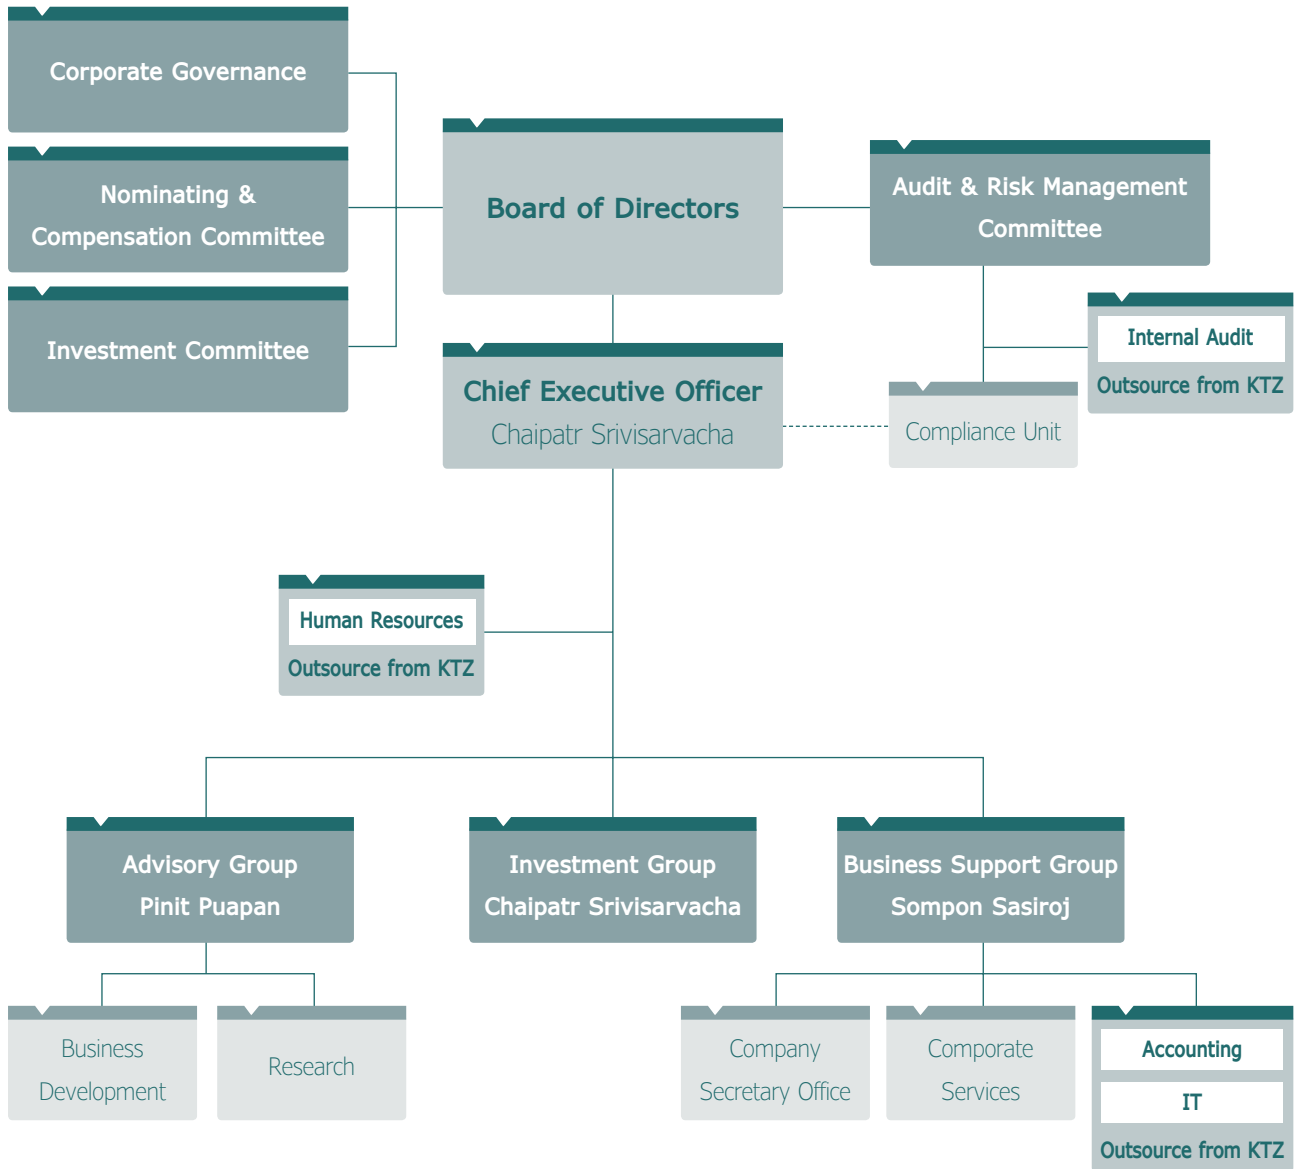 Corporate Governance
Nominating &
Compensation Committee
Investment Committee
Board of Directors
Audit & Risk Management
Committee
Internal Audit
Outsource from KTZ
Chief Executive Officer
Chaipatr Srivisarvacha
Compliance Unit
Human Resources
Outsource from KTZ
Advisory Group
Pinit Puapan
Investment Group
Chaipatr Srivisarvacha
Business Support Group
Sompon Sasiroj
Business
Development
Research
Company
Secretary Office
Comporate
Services
Accounting
IT
Outsource from KTZ